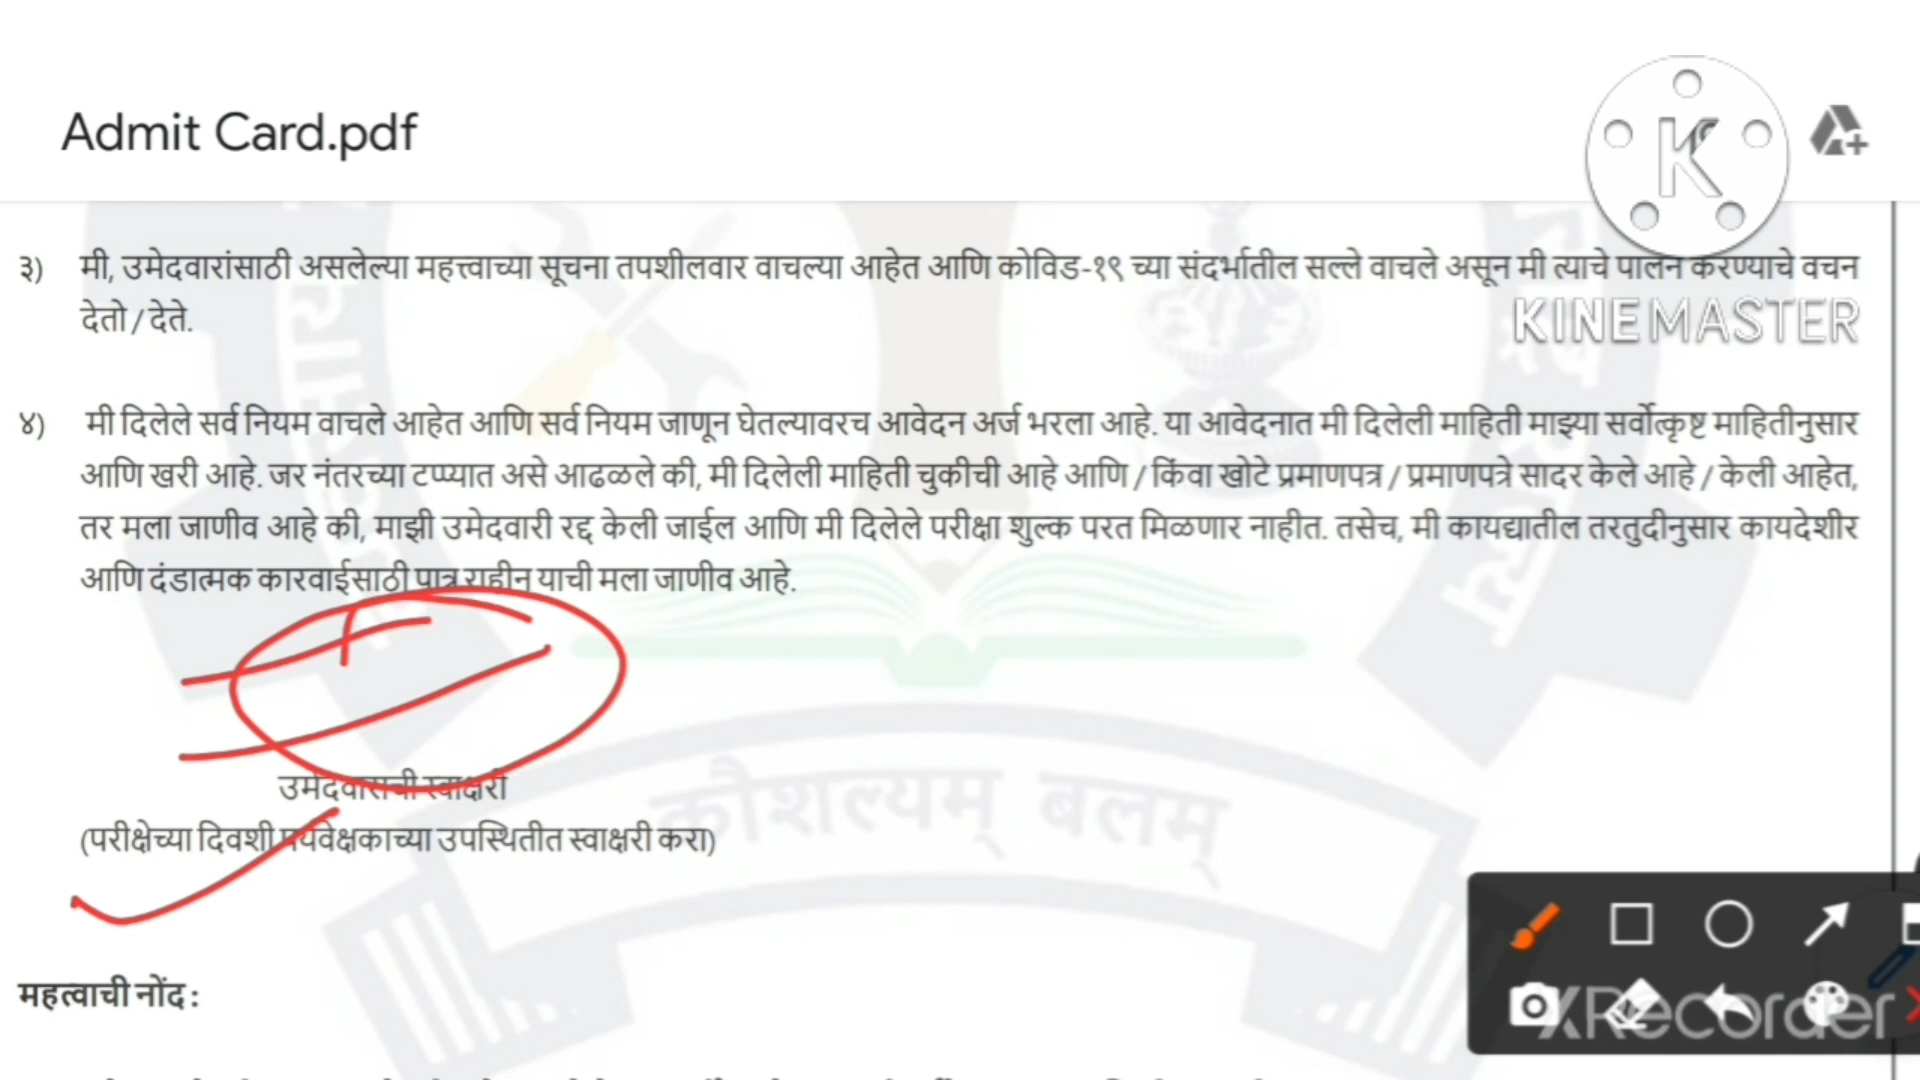 Admit Card.pdf
KINEMASTER
३) मी, उमेदवारांसाठी असलेल्या महत्त्वाच्या सूचना तपशीलवार वाचल्या आहेत आणि कोविड-१९ च्या संदर्भातील सल्ले वाचले असून मी त्याचे पालन करण्याचे वचन
देतो / देते.
४) मी दिलेले सर्व नियम वाचले आहेत आणि सर्व नियम जाणून घेतल्यावरच आवेदन अर्ज भरला आहे. या आवेदनात मी दिलेली माहिती माझ्या सर्वोत्कृष्ट माहितीनुसार
आणि खरी आहे. जर नंतरच्या टप्प्यात असे आढळले की, मी दिलेली माहिती चुकीची आहे आणि / किंवा खोटे प्रमाणपत्र / प्रमाणपत्रे सादर केले आहे / केली आहेत,
तर मला जाणीव आहे की, माझी उमेदवारी रद्द केली जाईल आणि मी दिलेले परीक्षा शुल्क परत मिळणार नाहीत. तसेच, मी कायद्यातील तरतुदीनुसार कायदेशीर
आणि दंडात्मक कारवाईसाठी पात्र राहीन याची मला जाणीव आहे.
उमेदवाराची स्वाक्षरी
(परीक्षेच्या दिवशी पर्यवेक्षकाच्या उपस्थितीत स्वाक्षरी करा)
कौशल्यम् बलम्
महत्वाची नोंद :
XRecorder